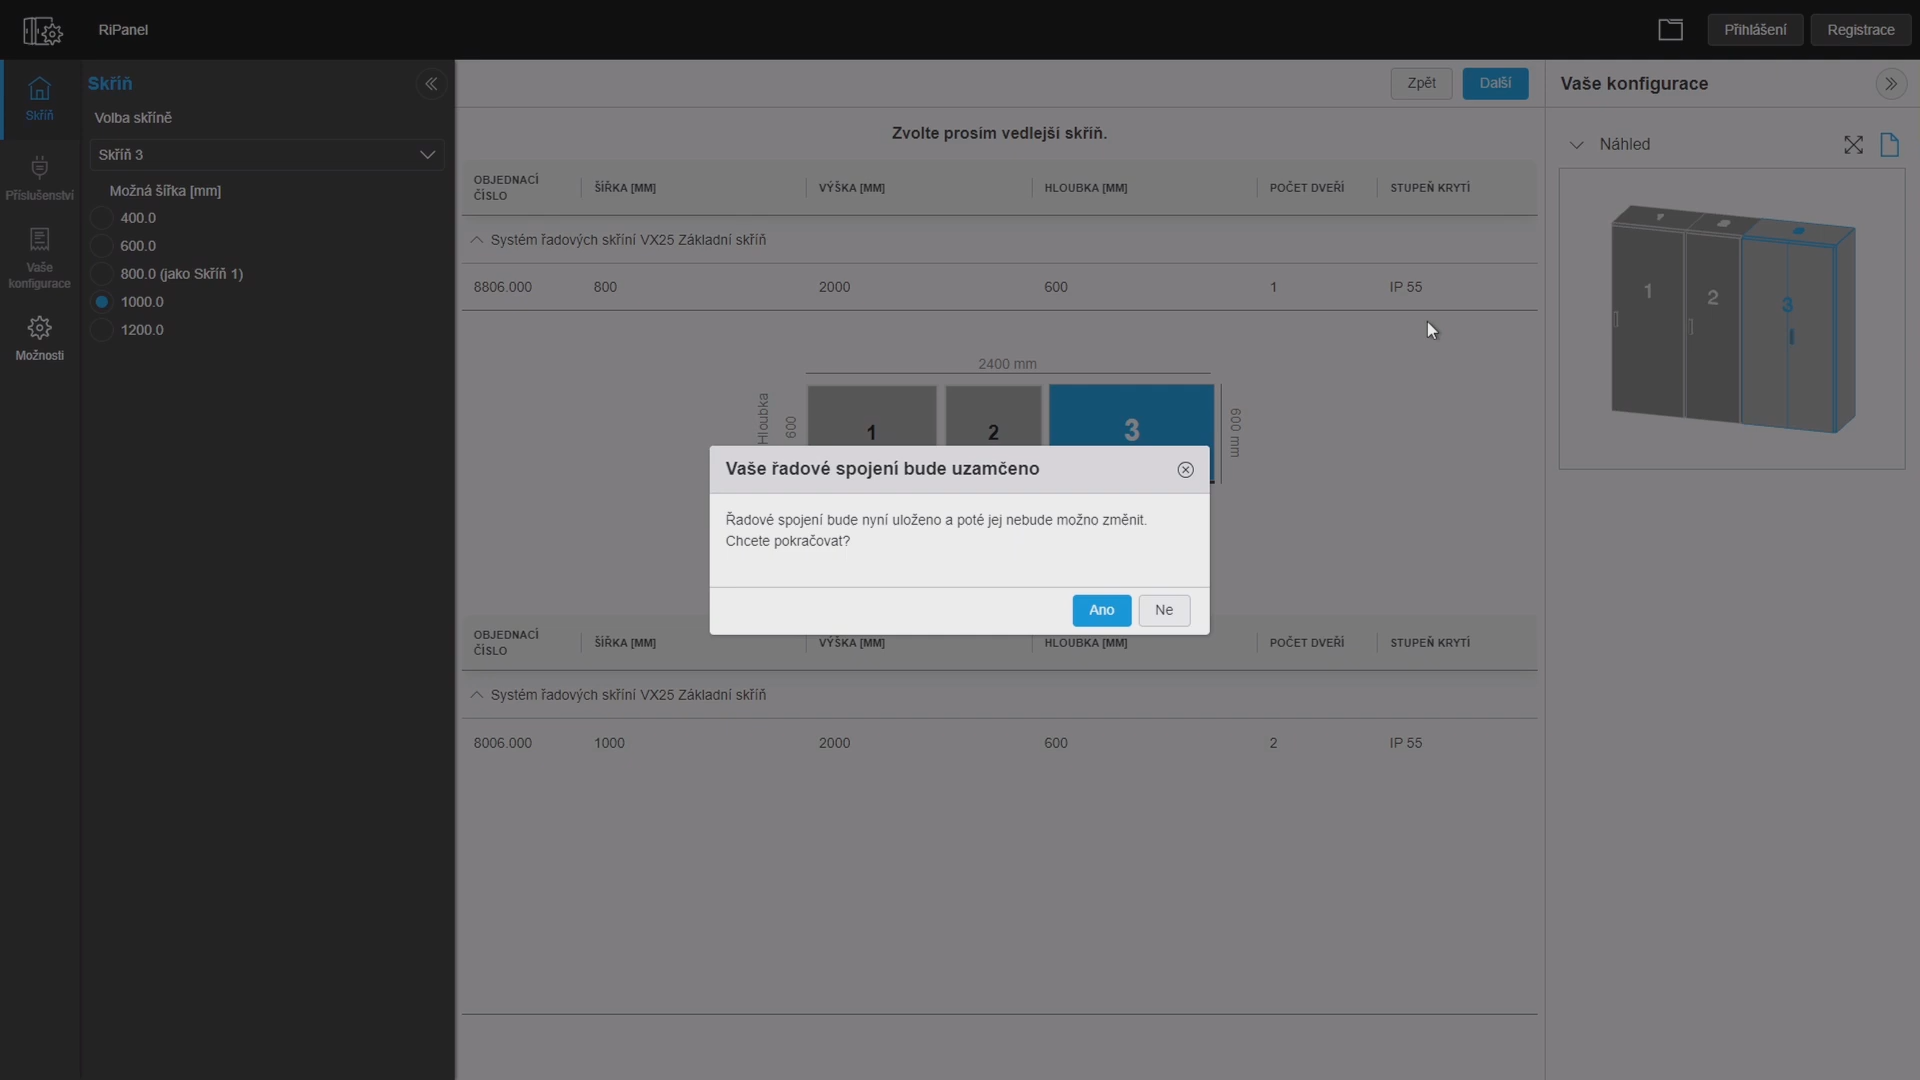 RiPanel
Přihlášení
Registrace
Skříň
Příslušenství
Vaše
konfigurace
Možnosti
Skříň
Volba skříně
Skříň 3
Možná šířka [mm]
400.0
600.0
800.0 (jako Skříň 1)
1000.0
1200.0
Zpět
Další
Zvolte prosím vedlejší skříň.
OBJEDNACÍ
ČÍSLO
ŠÍŘKA [MM]
VÝŠKA [MM]
HLOUBKA [MM]
POČET DVEŘÍ
STUPEŇ KRYTÍ
Systém řadových skříní VX25 Základní skříň
8806.000
800
2000
600
1
IP 55
2400 mm
Hloubka
600
1
2
3
600 mm
Vaše řadové spojení bude uzamčeno
Řadové spojení bude nyní uloženo a poté jej nebude možno změnit.
Chcete pokračovat?
Ano
Ne
OBJEDNACÍ
ČÍSLO
ŠÍŘKA [MM]
VÝŠKA [MM]
HLOUBKA [MM]
POČET DVEŘÍ
STUPEŇ KRYTÍ
Systém řadových skříní VX25 Základní skříň
8006.000
1000
2000
600
2
IP 55
Vaše konfigurace
Náhled
1
2
3